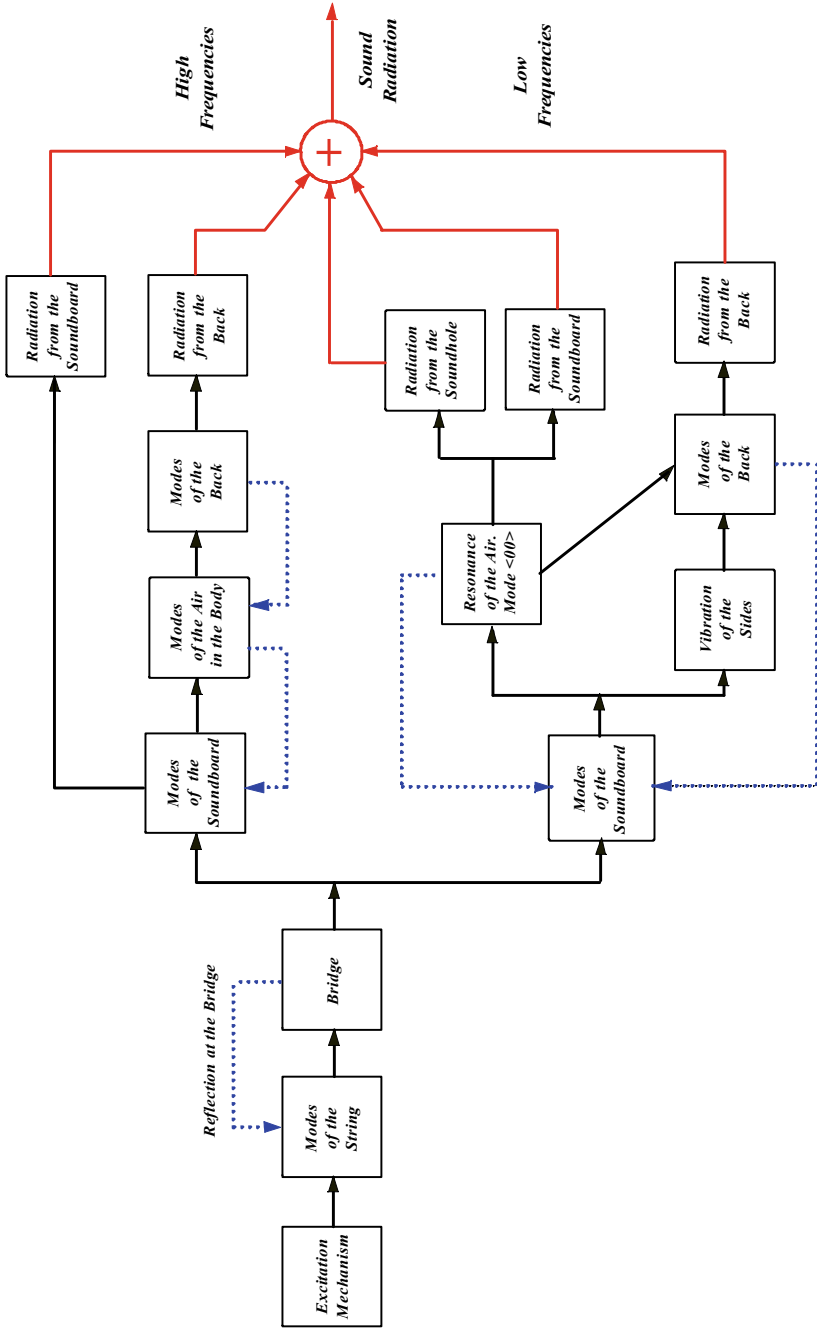 Excitation
Mechanism
Modes
of the
String
Reflection at the Bridge
Bridge
Modes
of the
Soundboard
Modes
of the Air
in the Body
Modes
of the
Back
Radiation
from the
Back
Radiation
from the
Soundboard
High
Frequencies
+
Sound
Radiation
Low
Frequencies
Modes
of the
Soundboard
Resonance
of the Air.
Mode <00>
Radiation
from the
Soundhole
Radiation
from the
Soundboard
Vibration
of the
Sides
Modes
of the
Back
Radiation
from the
Back